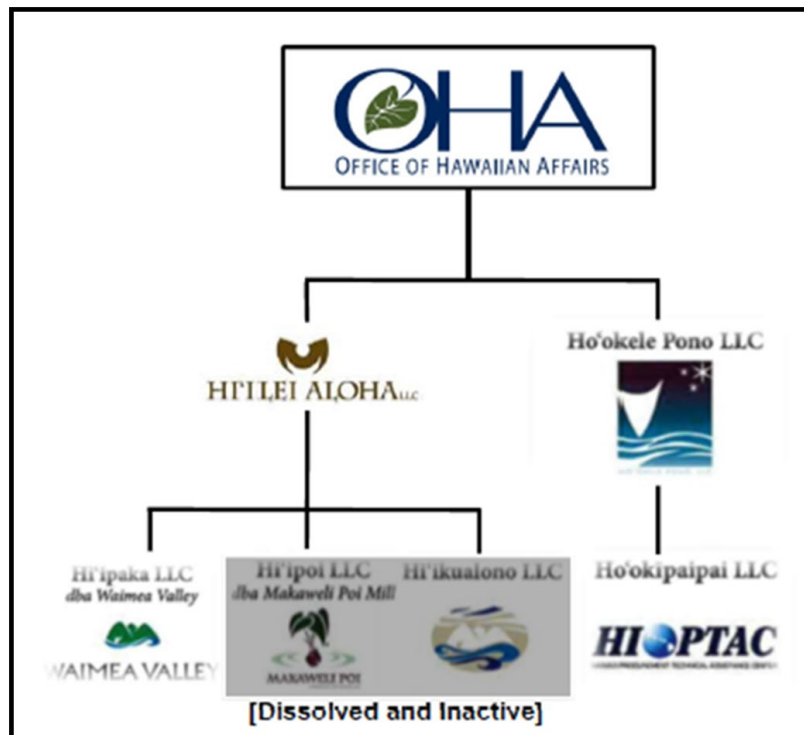 OHA
OFFICE OF HAWAIIAN AFFAIRS
HI‘ILEI ALOHA LLC
Ho‘okele Pono LLC
Hi‘ipaka LLC
dba Waimea Valley
WAIMEA VALLEY
Hi‘ipoi LLC
dba Makaweli Poi Mill
MAKAWELI POI
Hi‘ikualono LLC
Ho‘okipaipai LLC
HI PTAC
[Dissolved and Inactive]